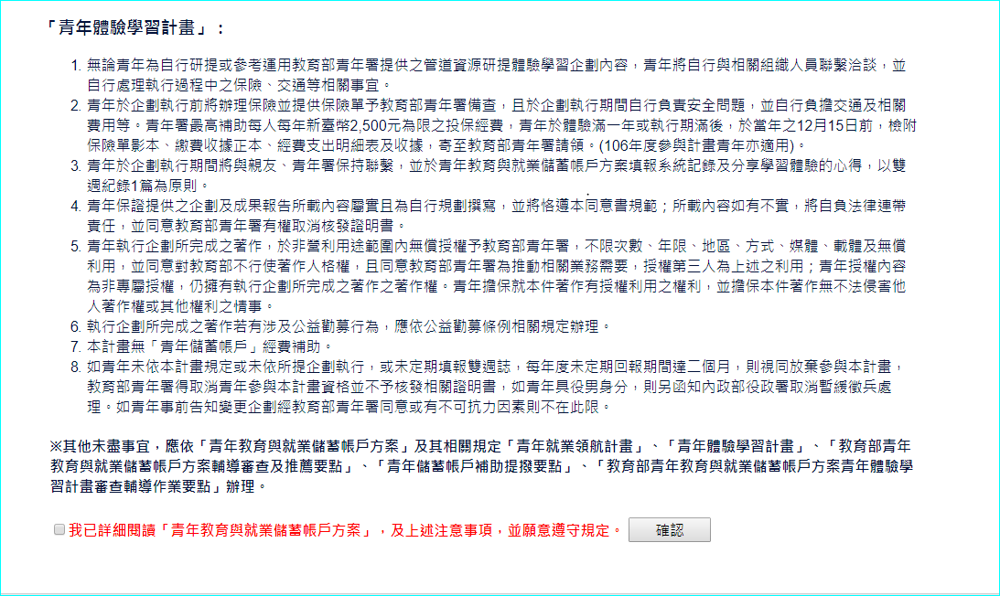 「青年體驗學習計畫」：
1. 無論青年為自行研提或參考運用教育部青年署提供之管道資源研提體驗學習企劃內容，青年將自行與相關組織人員聯繫洽談，並
自行處理執行過程中之保險、交通等相關事宜。
2. 青年於企劃執行前將辦理保險並提供保險單予教育部青年署備查，且於企劃執行期間自行負責安全問題，並自行負擔交通及相關
費用等。青年署最高補助每人每年新臺幣2,500元為限之投保經費，青年於體驗滿一年或執行期滿後，於當年之12月15日前，檢附
保險單影本、繳費收據正本、經費支出明細表及收據，寄至教育部青年署請領。(106年度參與計畫青年亦適用)。
3. 青年於企劃執行期間將與親友、青年署保持聯繫，並於青年教育與就業儲蓄帳戶方案填報系統記錄及分享學習體驗的心得，以雙
週紀錄1篇為原則。
4. 青年保證提供之企劃及成果報告所載內容屬實且為自行規劃撰寫，並將恪遵本同意書規範；所載內容如有不實，將自負法律連帶
責任，並同意教育部青年署有權取消核發證明書。
5. 青年執行企劃所完成之著作，於非營利用途範圍內無償授權予教育部青年署，不限次數、年限、地區、方式、媒體、載體及無償
利用，並同意對教育部不行使著作人格權，且同意教育部青年署為推動相關業務需要，授權第三人為上述之利用；青年授權內容
為非專屬授權，仍擁有執行企劃所完成之著作之著作權。青年擔保就本件著作有授權利用之權利，並擔保本件著作無不法侵害他
人著作權或其他權利之情事。
6. 執行企劃所完成之著作若有涉及公益勸募行為，應依公益勸募條例相關規定辦理。
7. 本計畫無「青年儲蓄帳戶」經費補助。
8. 如青年未依本計畫規定或未依所提企劃執行，或未定期填報雙週誌，每年度未定期回報期間達二個月，則視同放棄參與本計畫，
教育部青年署得取消青年參與本計畫資格並不予核發相關證明書，如青年具役男身分，則另函知內政部役政署取消暫緩徵兵處
理。如青年事前告知變更企劃經教育部青年署同意或有不可抗力因素則不在此限。
※其他未盡事宜，應依「青年教育與就業儲蓄帳戶方案」及其相關規定「青年就業領航計畫」、「青年體驗學習計畫」、「教育部青年
教育與就業儲蓄帳戶方案輔導審查及推薦要點」、「青年儲蓄帳戶補助提撥要點」、「教育部青年教育與就業儲蓄帳戶方案青年體驗學
習計畫審查輔導作業要點」辦理。
我已詳細閱讀「青年教育與就業儲蓄帳戶方案」，及上述注意事項，並願意遵守規定。 確認